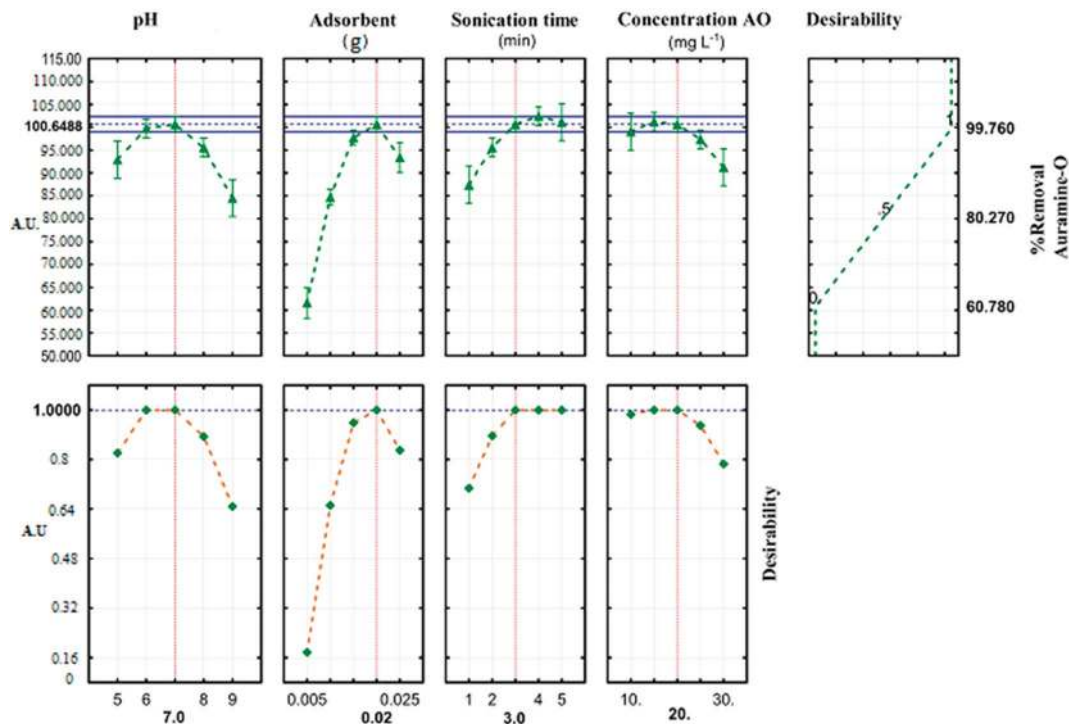 pH
Adsorbent
(g)
Sonication time
(min)
Concentration AO
(mg L⁻¹)
Desirability
115.00
110.000
105.000
100.6488
95.000
90.000
85.000
80.000
75.000
70.000
65.000
60.000
55.000
50.000
A.U.
1
.5
0
99.760
80.270
60.780
%Removal
Auramine-O
1.0000
0.8
0.64
0.48
0.32
0.16
0
A.U
Desirability
5 6 8 9
7.0
0.005 0.025
0.02
1 2 4 5
3.0
10. 30.
20.